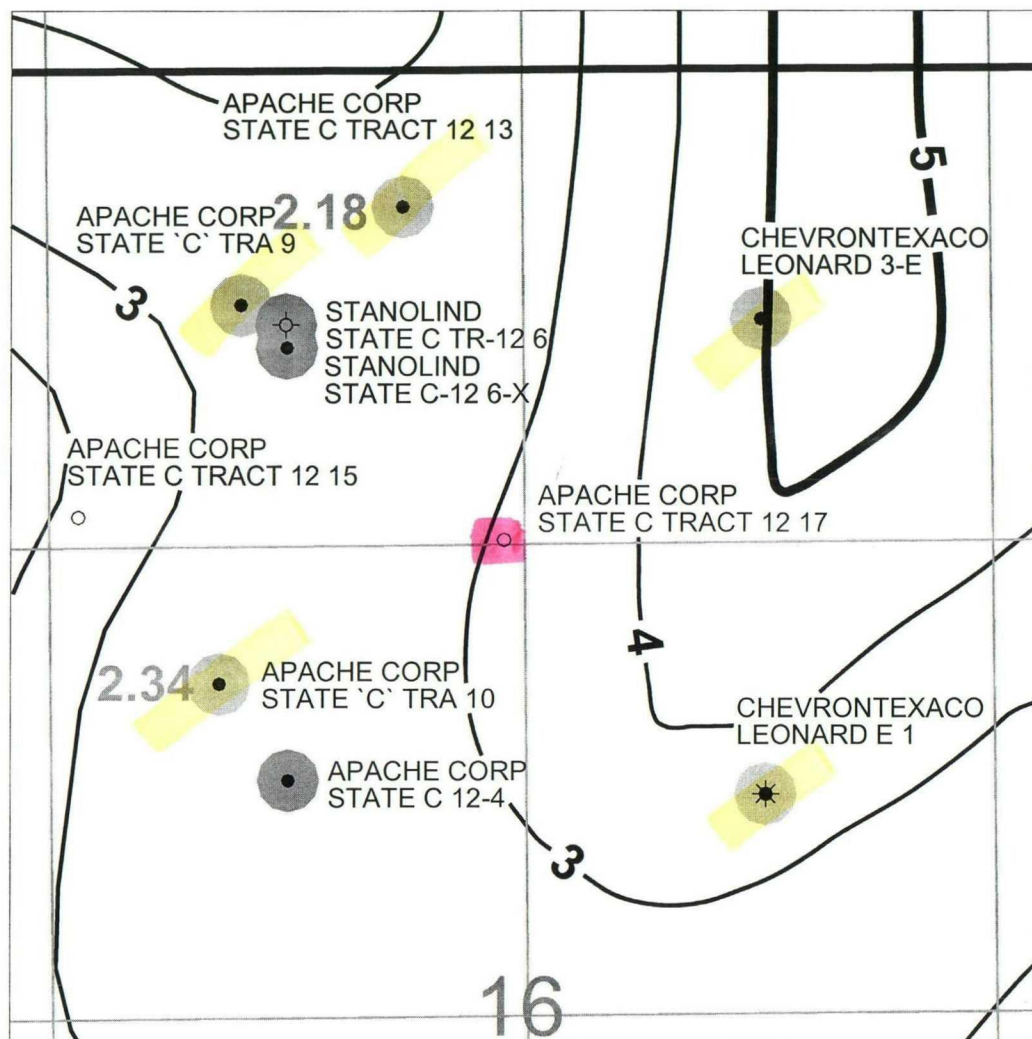 APACHE CORP
STATE C TRACT 12 13
5
2.18
APACHE CORP
STATE `C` TRA 9
CHEVRONTEXACO
LEONARD 3-E
3
STANOLIND
STATE C TR-12 6
STANOLIND
STATE C-12 6-X
APACHE CORP
STATE C TRACT 12 15
APACHE CORP
STATE C TRACT 12 17
4
2.34
APACHE CORP
STATE `C` TRA 10
CHEVRONTEXACO
LEONARD E 1
APACHE CORP
STATE C 12-4
3
16